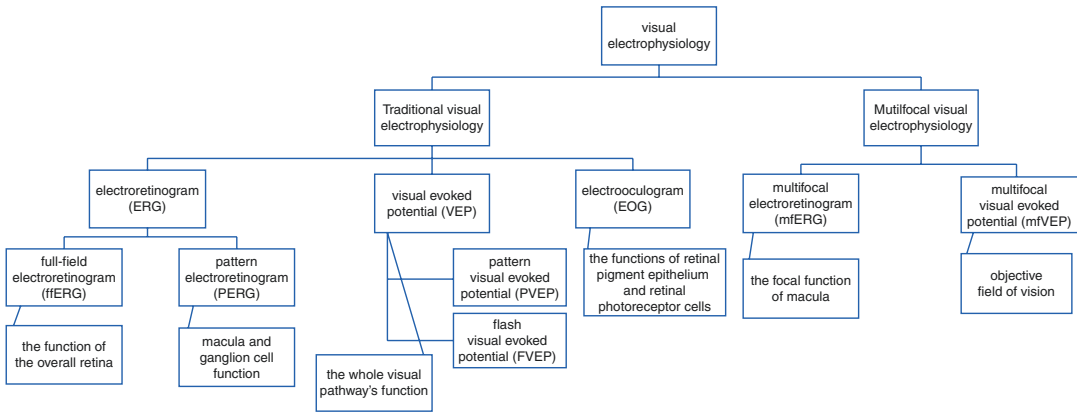 visual
electrophysiology
Traditional visual
electrophysiology
Mutilfocal visual
electrophysiology
electroretinogram
(ERG)
visual evoked
potential (VEP)
electrooculogram
(EOG)
multifocal
electroretinogram
(mfERG)
multifocal
visual evoked
potential (mfVEP)
full-field
electroretinogram
(ffERG)
pattern
electroretinogram
(PERG)
pattern
visual evoked
potential (PVEP)
the functions of retinal
pigment epithelium
and retinal
photoreceptor cells
the focal function
of macula
objective
field of vision
flash
visual evoked
potential (FVEP)
the function of
the overall retina
macula and
ganglion cell
function
the whole visual
pathway's function